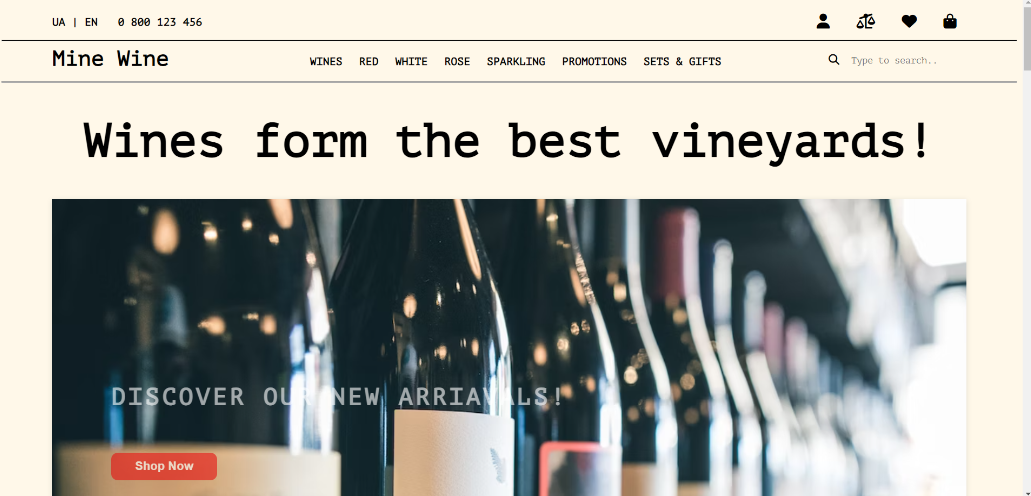 UA | EN 0 800 123 456
Mine Wine
WINES RED WHITE ROSE SPARKLING PROMOTIONS SETS & GIFTS
Type to search..
Wines form the best vineyards!
DISCOVER OUR NEW ARRIAVALS!
Shop Now